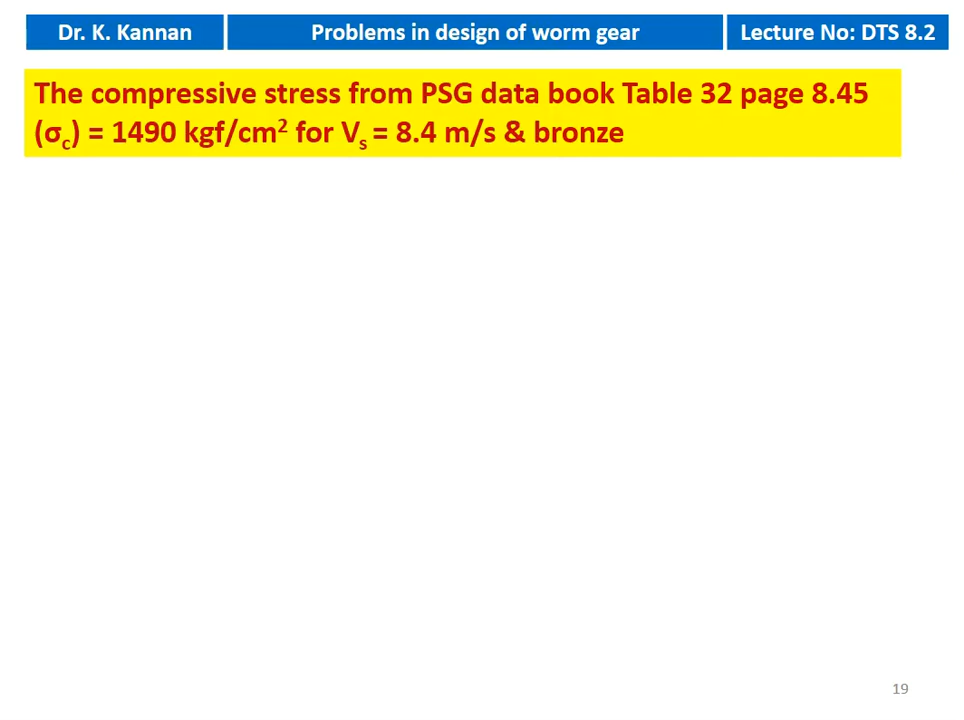 Dr. K. Kannan
Problems in design of worm gear
Lecture No: DTS 8.2
The compressive stress from PSG data book Table 32 page 8.45
(σc) = 1490 kgf/cm² for Vs = 8.4 m/s & bronze
19